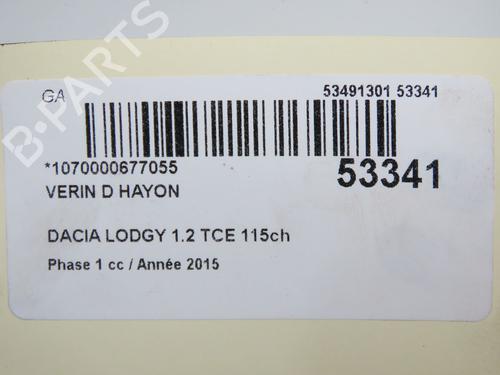 B-PARTS
GA
53491301 53341
*1070000677055
53341
VERIN D HAYON
DACIA LODGY 1.2 TCE 115ch
Phase 1 cc / Année 2015